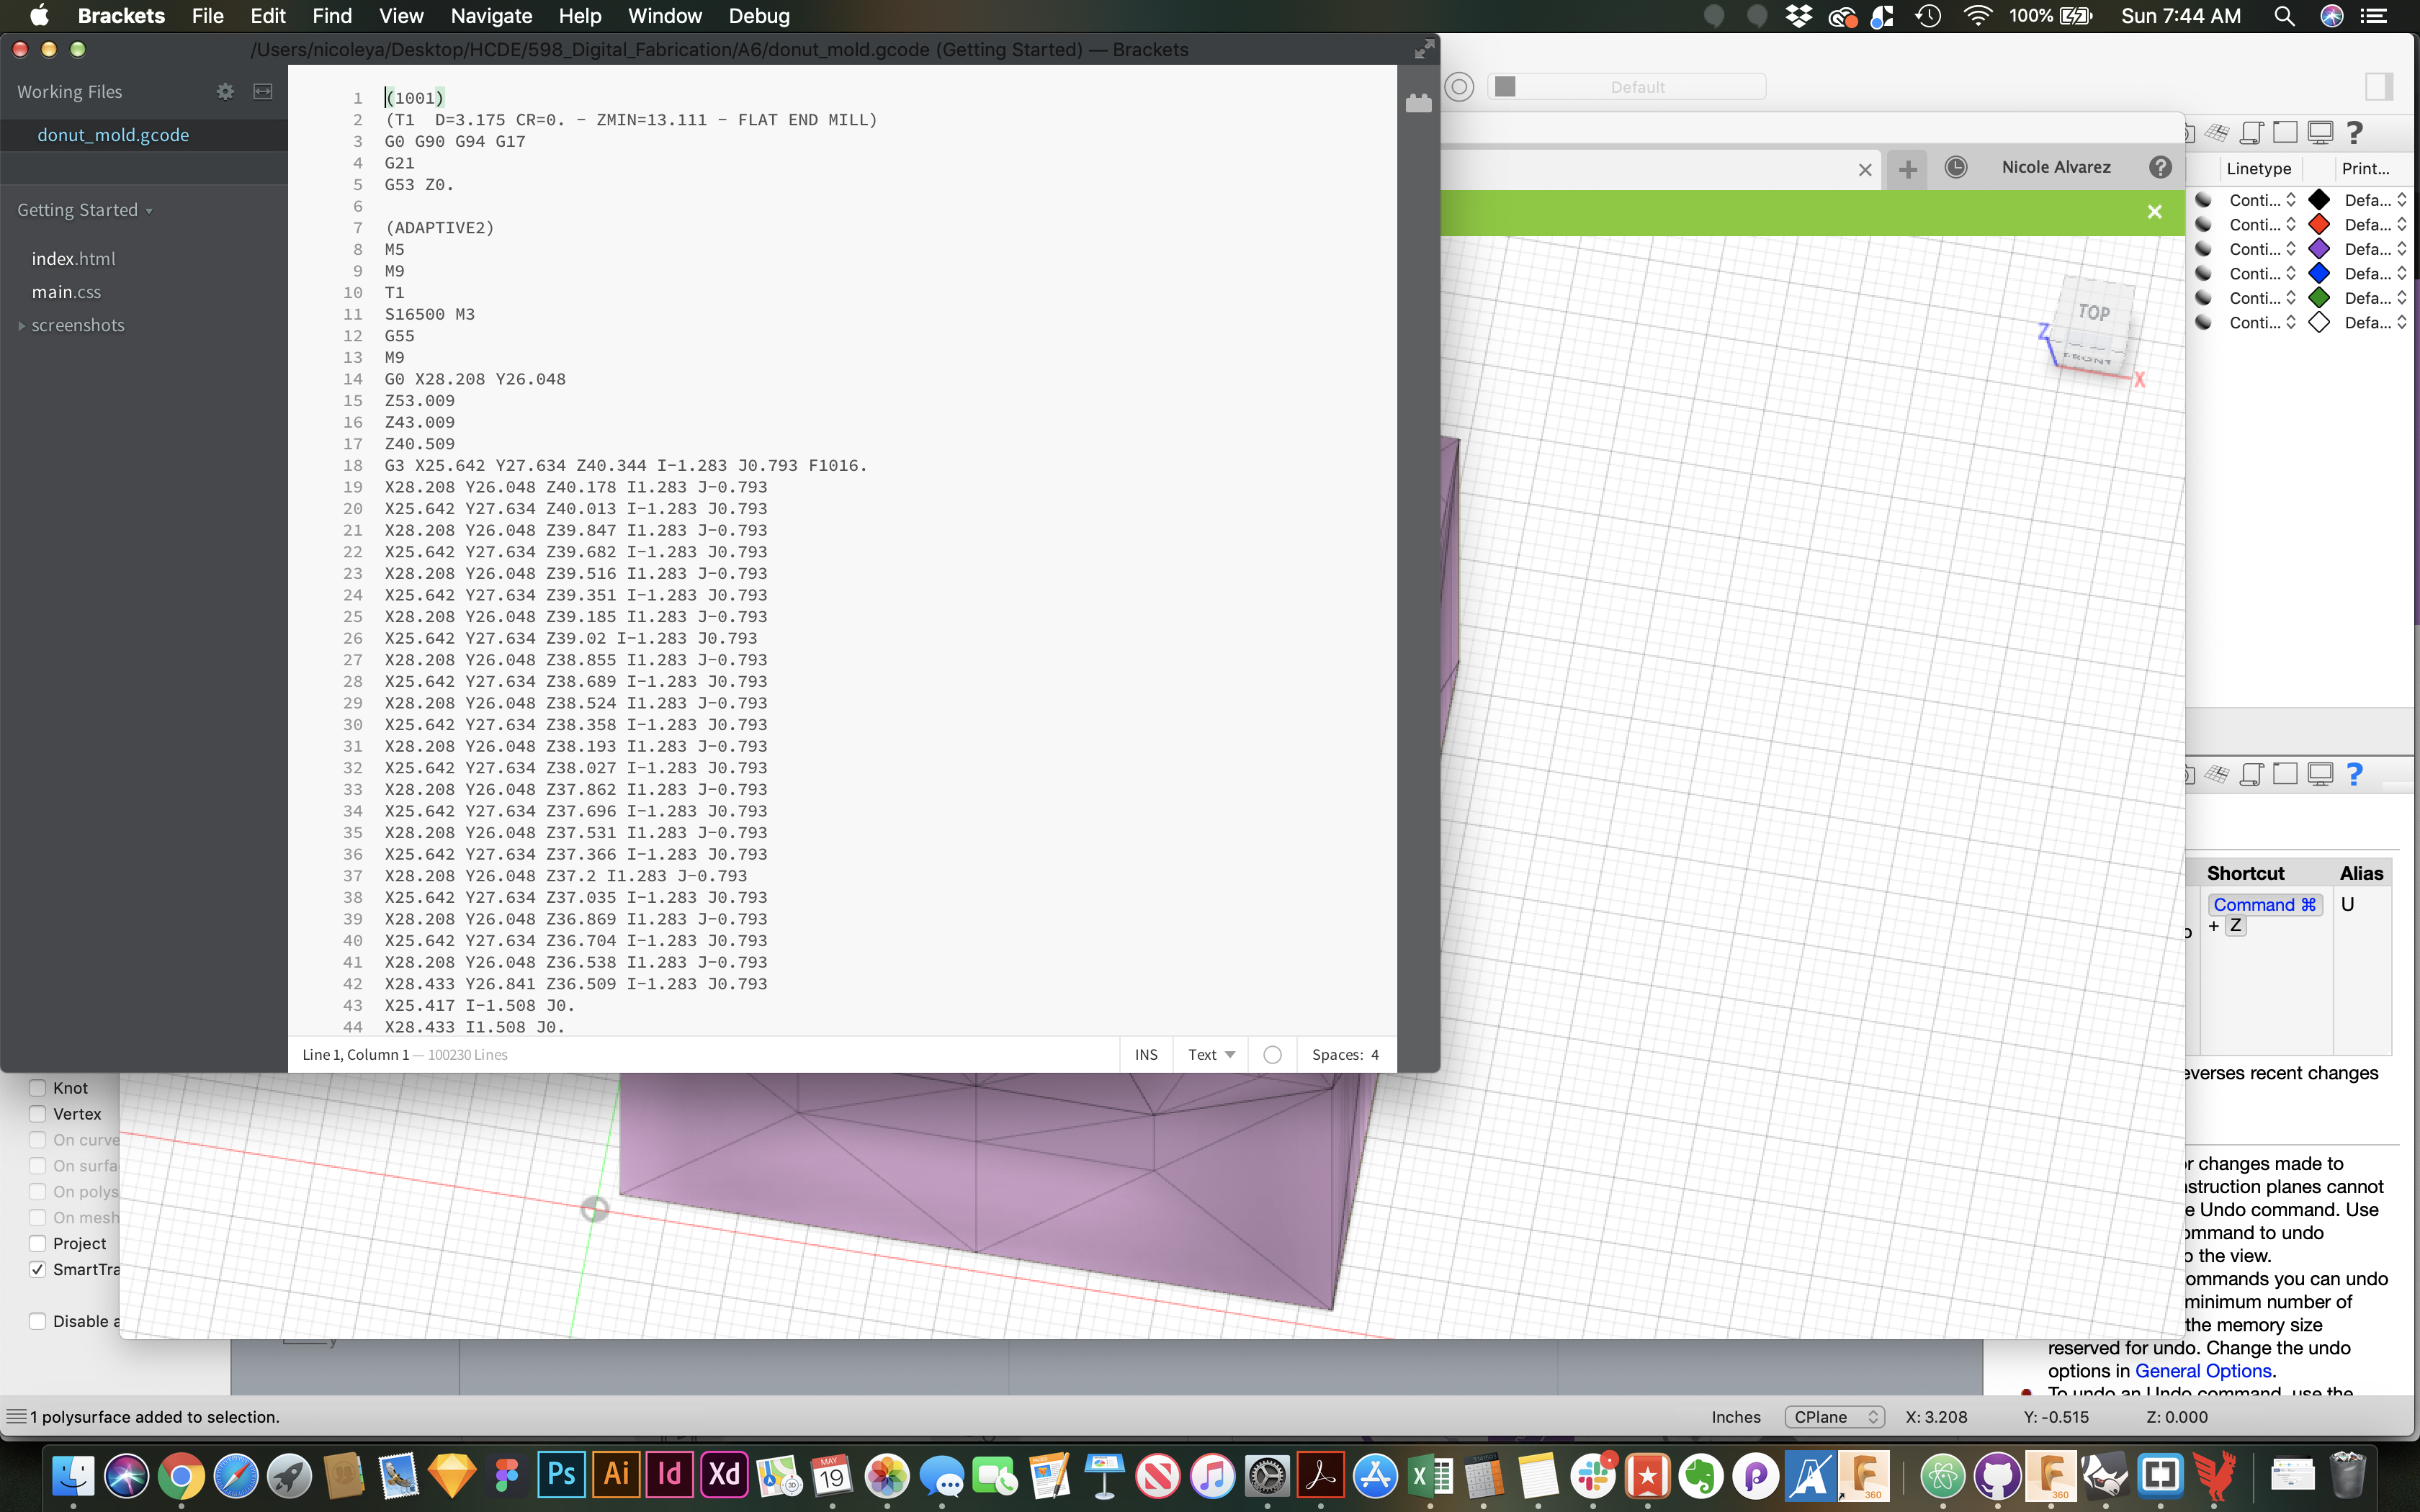 Brackets File Edit Find View Navigate Help Window Debug 100% Sun 7:44 AM
/Users/nicoleya/Desktop/HCDE/598_Digital_Fabrication/A6/donut_mold.gcode (Getting Started) — Brackets
Working Files
donut_mold.gcode
Getting Started
index.html
main.css
screenshots
1 (1001)
2 (T1  D=3.175 CR=0. - ZMIN=13.111 - FLAT END MILL)
3 G0 G90 G94 G17
4 G21
5 G53 Z0.
6
7 (ADAPTIVE2)
8 M5
9 M9
10 T1
11 S16500 M3
12 G55
13 M9
14 G0 X28.208 Y26.048
15 Z53.009
16 Z43.009
17 Z40.509
18 G3 X25.642 Y27.634 Z40.344 I-1.283 J0.793 F1016.
19 X28.208 Y26.048 Z40.178 I1.283 J-0.793
20 X25.642 Y27.634 Z40.013 I-1.283 J0.793
21 X28.208 Y26.048 Z39.847 I1.283 J-0.793
22 X25.642 Y27.634 Z39.682 I-1.283 J0.793
23 X28.208 Y26.048 Z39.516 I1.283 J-0.793
24 X25.642 Y27.634 Z39.351 I-1.283 J0.793
25 X28.208 Y26.048 Z39.185 I1.283 J-0.793
26 X25.642 Y27.634 Z39.02 I-1.283 J0.793
27 X28.208 Y26.048 Z38.855 I1.283 J-0.793
28 X25.642 Y27.634 Z38.689 I-1.283 J0.793
29 X28.208 Y26.048 Z38.524 I1.283 J-0.793
30 X25.642 Y27.634 Z38.358 I-1.283 J0.793
31 X28.208 Y26.048 Z38.193 I1.283 J-0.793
32 X25.642 Y27.634 Z38.027 I-1.283 J0.793
33 X28.208 Y26.048 Z37.862 I1.283 J-0.793
34 X25.642 Y27.634 Z37.696 I-1.283 J0.793
35 X28.208 Y26.048 Z37.531 I1.283 J-0.793
36 X25.642 Y27.634 Z37.366 I-1.283 J0.793
37 X28.208 Y26.048 Z37.2 I1.283 J-0.793
38 X25.642 Y27.634 Z37.035 I-1.283 J0.793
39 X28.208 Y26.048 Z36.869 I1.283 J-0.793
40 X25.642 Y27.634 Z36.704 I-1.283 J0.793
41 X28.208 Y26.048 Z36.538 I1.283 J-0.793
42 X28.433 Y26.841 Z36.509 I-1.283 J0.793
43 X25.417 I-1.508 J0.
44 X28.433 I1.508 J0.
Line 1, Column 1 — 100230 Lines
INS Text Spaces: 4
Default
Nicole Alvarez
Linetype Print...
Conti... Defa...
Conti... Defa...
Conti... Defa...
Conti... Defa...
Conti... Defa...
Conti... Defa...
TOP
FRONT
Z
X
Shortcut Alias
Command ⌘ U
+ Z
everses recent changes
r changes made to
struction planes cannot
e Undo command. Use
ommand to undo
o the view.
ommands you can undo
minimum number of
the memory size
reserved for undo. Change the undo
options in General Options.
To undo an Undo command, use the
Knot
Vertex
On curve
On surfa
On polys
On mesh
Project
SmartTra
Disable a
y
1 polysurface added to selection.
Inches CPlane X: 3.208 Y: -0.515 Z: 0.000
Ps Ai Id Xd
MAY
19
360
360